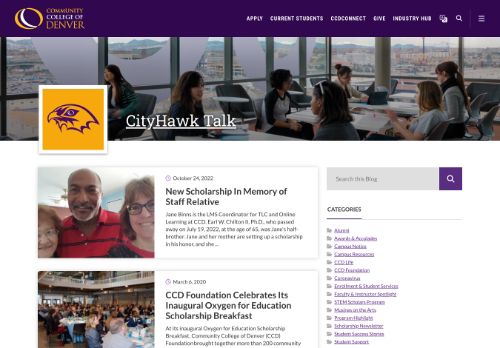 COMMUNITY
COLLEGE OF
DENVER
APPLY CURRENT STUDENTS CCDCONNECT GIVE INDUSTRY HUB
CityHawk Talk
October 24, 2022
New Scholarship In Memory of
Staff Relative
Jane Binns is the LMS Coordinator for TLC and Online
Learning at CCD. Earl W. Chilton II, Ph.D., who passed
away on July 19, 2022, at the age of 65, was Jane's half-
brother. Jane and her mother are setting up a scholarship
in his honor, and she ...
March 6, 2020
CCD Foundation Celebrates Its
Inaugural Oxygen for Education
Scholarship Breakfast
At its inaugural Oxygen for Education Scholarship
Breakfast, Community College of Denver (CCD)
Foundation brought together more than 200 community
Search this Blog
CATEGORIES
Alumni
Awards & Accolades
Campus Notice
Campus Resources
CCD Life
CCD Foundation
Coronavirus
Enrollment & Student Services
Faculty & Instructor Spotlight
STEM Scholars Program
Musings on the Arts
Program Highlight
Scholarship Newsletter
Student Success Stories
Student Support